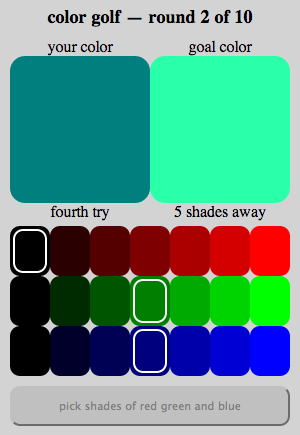 color golf — round 2 of 10
your color goal color
fourth try 5 shades away
pick shades of red green and blue